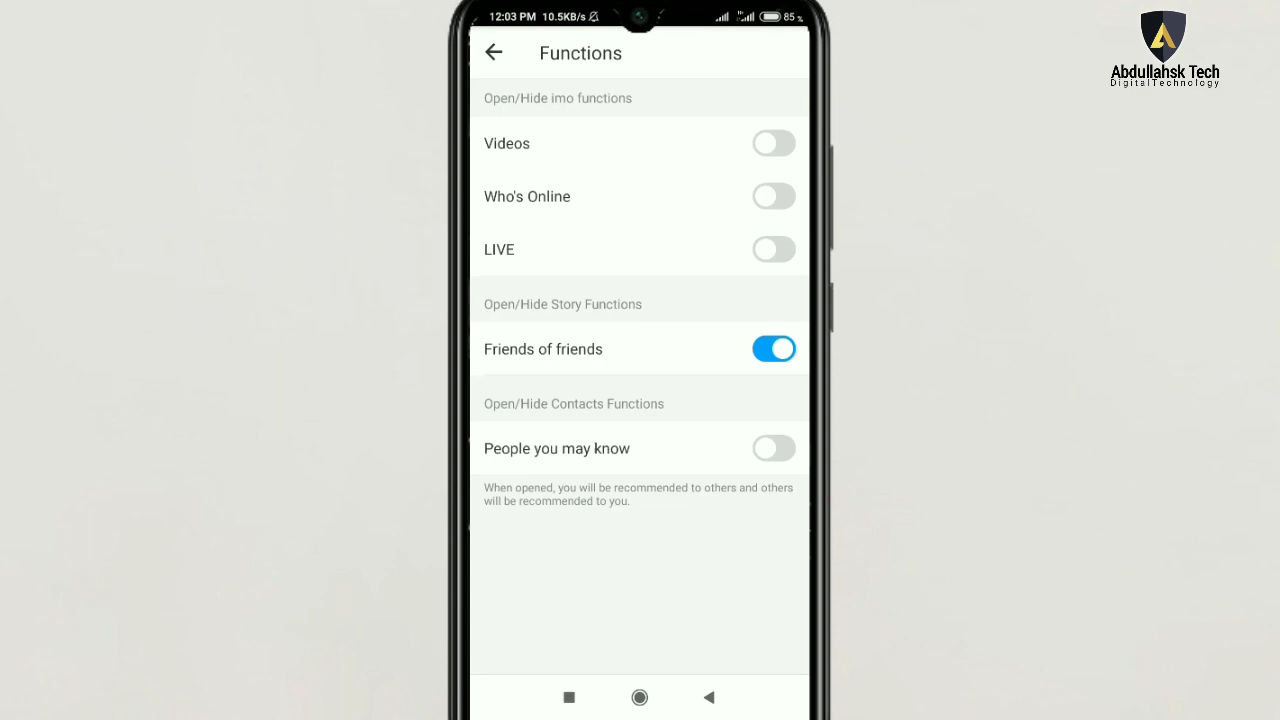 12:03 PM 10.5KB/s 85 %
Functions
Open/Hide imo functions
Videos
Who's Online
LIVE
Open/Hide Story Functions
Friends of friends
Open/Hide Contacts Functions
People you may know
When opened, you will be recommended to others and others
will be recommended to you.
A
Abdullahsk Tech
DigitalTechnology